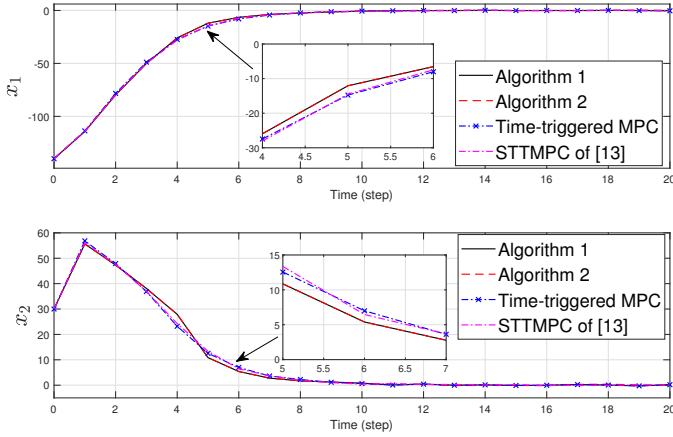 0
-50
-100
x1
0
-10
-20
-30
4 4.5 5 5.5 6
Algorithm 1
Algorithm 2
Time-triggered MPC
STTMPC of [13]
0 2 4 6 8 10 12 14 16 18 20
Time (step)
60
50
40
30
20
10
0
x2
15
10
5
0
5 5.5 6 6.5 7
Algorithm 1
Algorithm 2
Time-triggered MPC
STTMPC of [13]
0 2 4 6 8 10 12 14 16 18 20
Time (step)